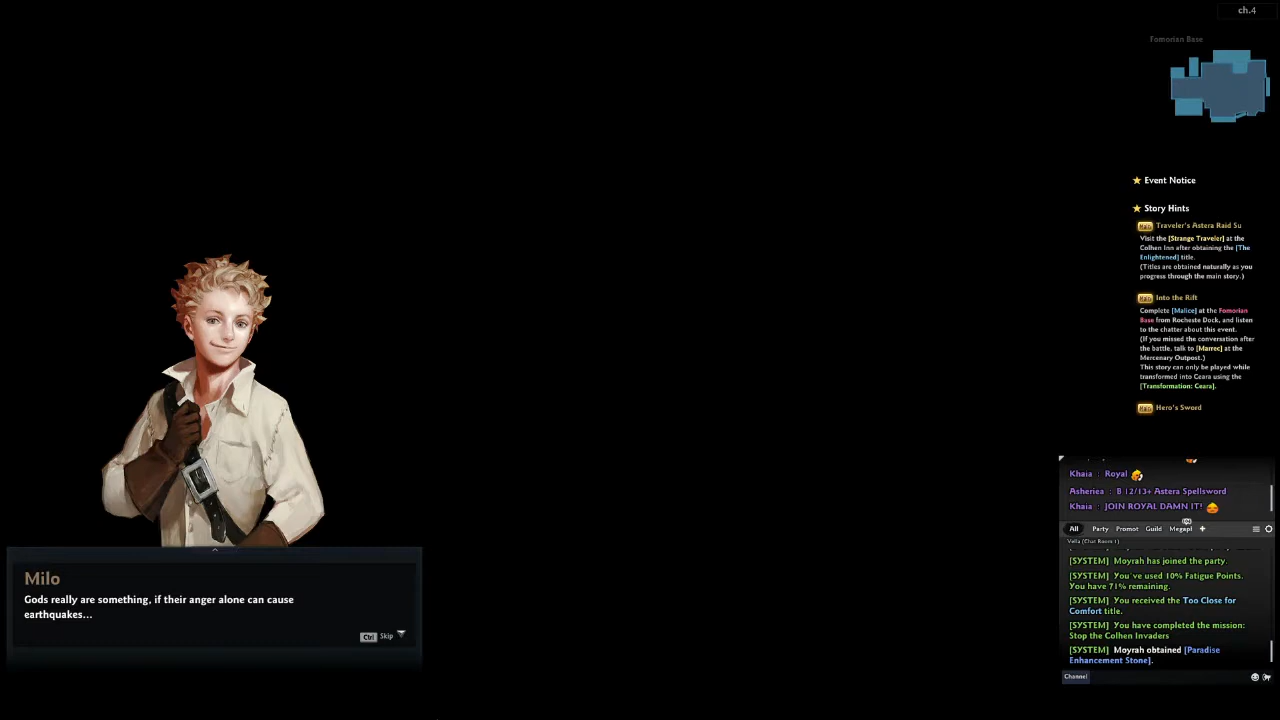 ch.4
Fomorian Base
Event Notice
Story Hints
Main Traveler's Astera Raid Su
Visit the [Strange Traveler] at the
Colhen Inn after obtaining the [The
Enlightened] title.
(Titles are obtained naturally as you
progress through the main story.)
Main Into the Rift
Complete [Malice] at the Fomorian
Base from Rocheste Dock, and listen
to the chatter about this event.
(If you missed the conversation after
the battle, talk to [Marrec] at the
Mercenary Outpost.)
This story can only be played while
transformed into Ceara using the
[Transformation: Ceara].
Main Hero's Sword
Khaia : Royal
Asheriea : B 12/13+ Astera Spellsword
Khaia : JOIN ROYAL DAMN IT!
All Party Promot Guild Megapl +
Vella (Chat Room 1)
[SYSTEM] Moyrah has joined the party.
[SYSTEM] You've used 10% Fatigue Points.
You have 71% remaining.
[SYSTEM] You received the Too Close for
Comfort title.
[SYSTEM] You have completed the mission:
Stop the Colhen Invaders
[SYSTEM] Moyrah obtained [Paradise
Enhancement Stone].
Channel
Milo
Gods really are something, if their anger alone can cause
earthquakes...
Ctrl Skip